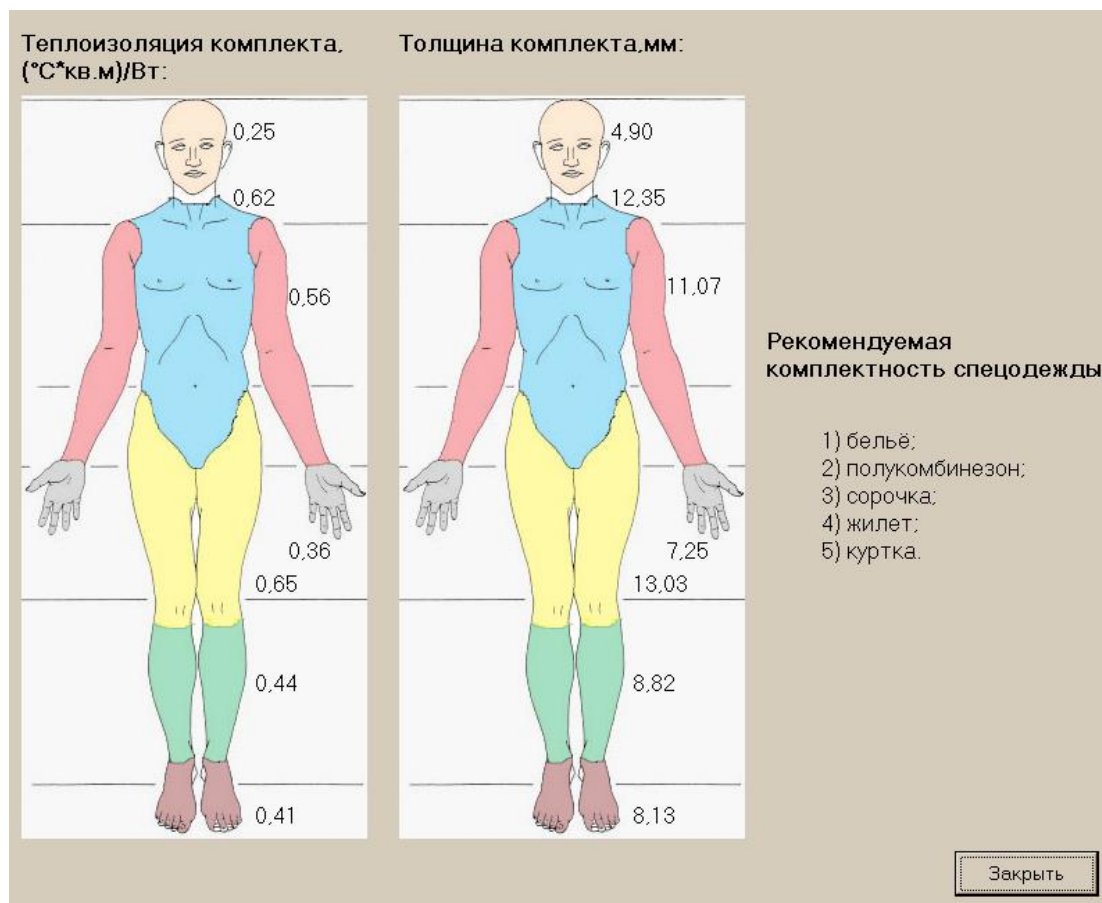 Теплоизоляция комплекта,
(°С*кв.м)/Вт:
0,25
0,62
0,56
0,36
0,65
0,44
0,41
Толщина комплекта,мм:
4,90
12,35
11,07
7,25
13,03
8,82
8,13
Рекомендуемая
комплектность спецодежды
1) бельё;
2) полукомбинезон;
3) сорочка;
4) жилет;
5) куртка.
Закрыть